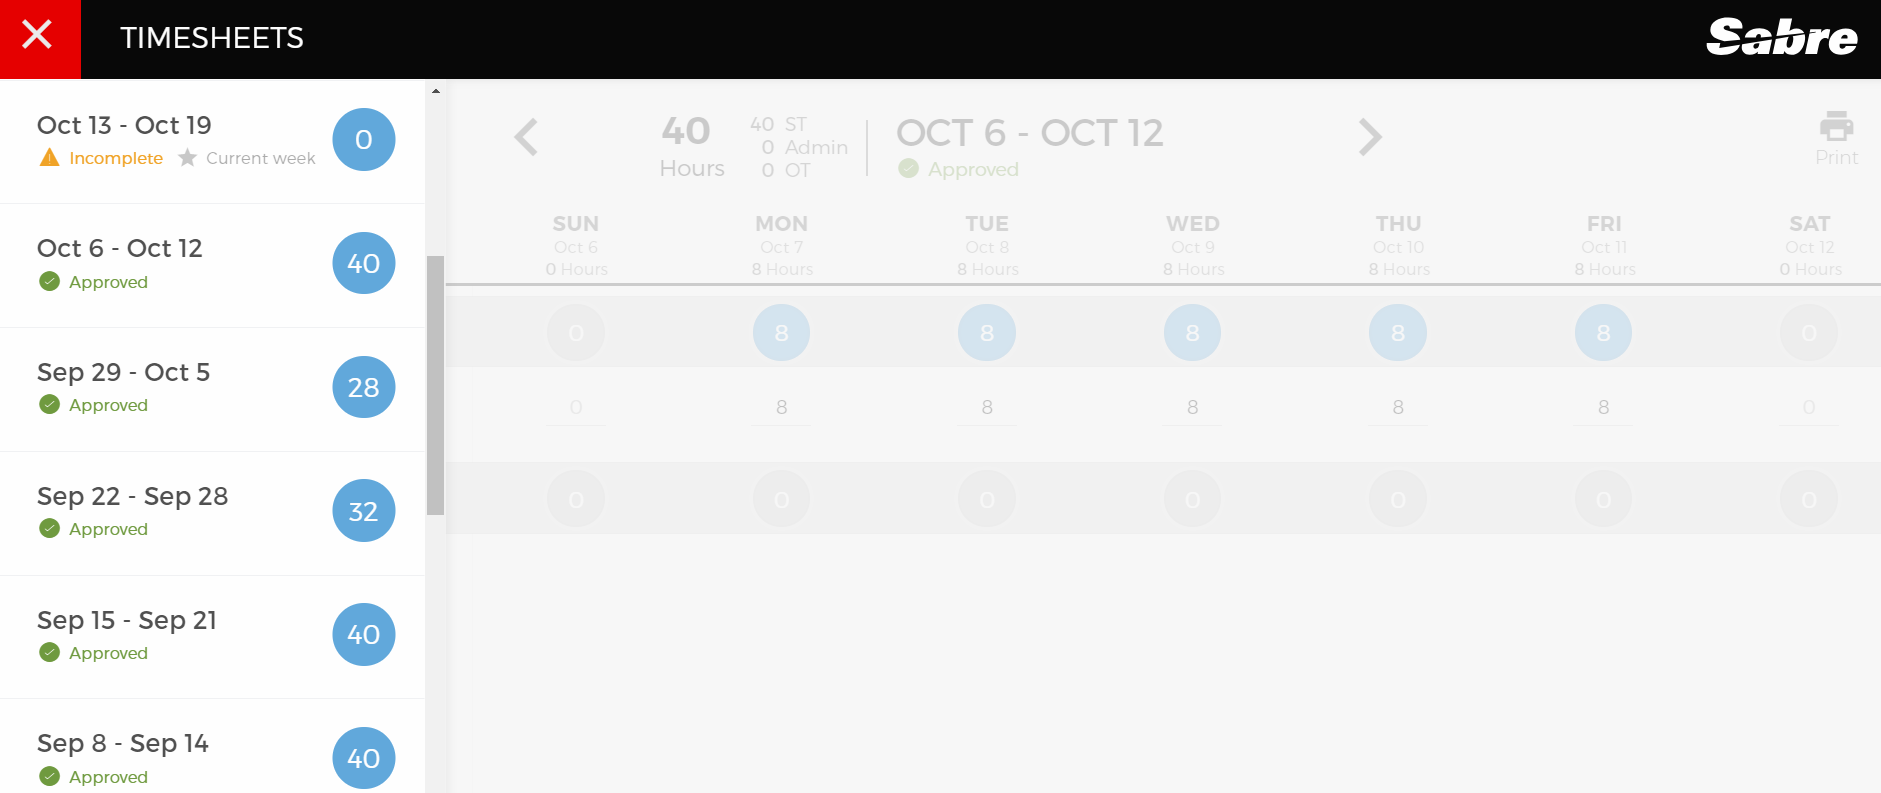 TIMESHEETS
Sabre
Oct 13 - Oct 19
0
Incomplete Current week
Oct 6 - Oct 12
40
Approved
Sep 29 - Oct 5
28
Approved
Sep 22 - Sep 28
32
Approved
Sep 15 - Sep 21
40
Approved
Sep 8 - Sep 14
40
Approved
40
Hours
40 ST
0 Admin
0 OT
OCT 6 - OCT 12
Approved
Print
SUN MON TUE WED THU FRI SAT
Oct 6 Oct 7 Oct 8 Oct 9 Oct 10 Oct 11 Oct 12
0 Hours 8 Hours 8 Hours 8 Hours 8 Hours 8 Hours 0 Hours
0 8 8 8 8 8 0
0 8 8 8 8 8 0
0 0 0 0 0 0 0